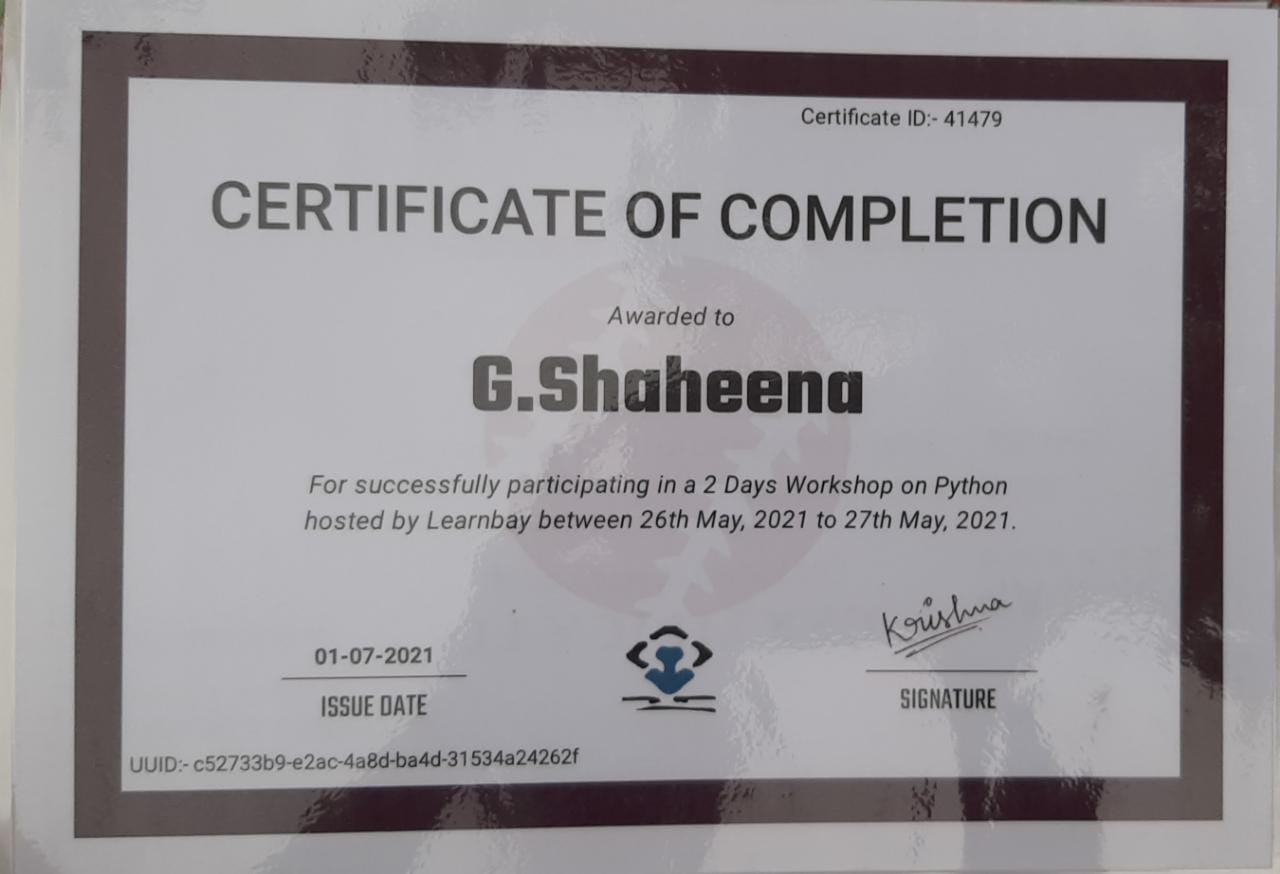 Certificate ID:- 41479
CERTIFICATE OF COMPLETION
Awarded to
G.Shaheena
For successfully participating in a 2 Days Workshop on Python
hosted by Learnbay between 26th May, 2021 to 27th May, 2021.
Krishna
01-07-2021
ISSUE DATE
SIGNATURE
UUID:- c52733b9-e2ac-4a8d-ba4d-31534a24262f